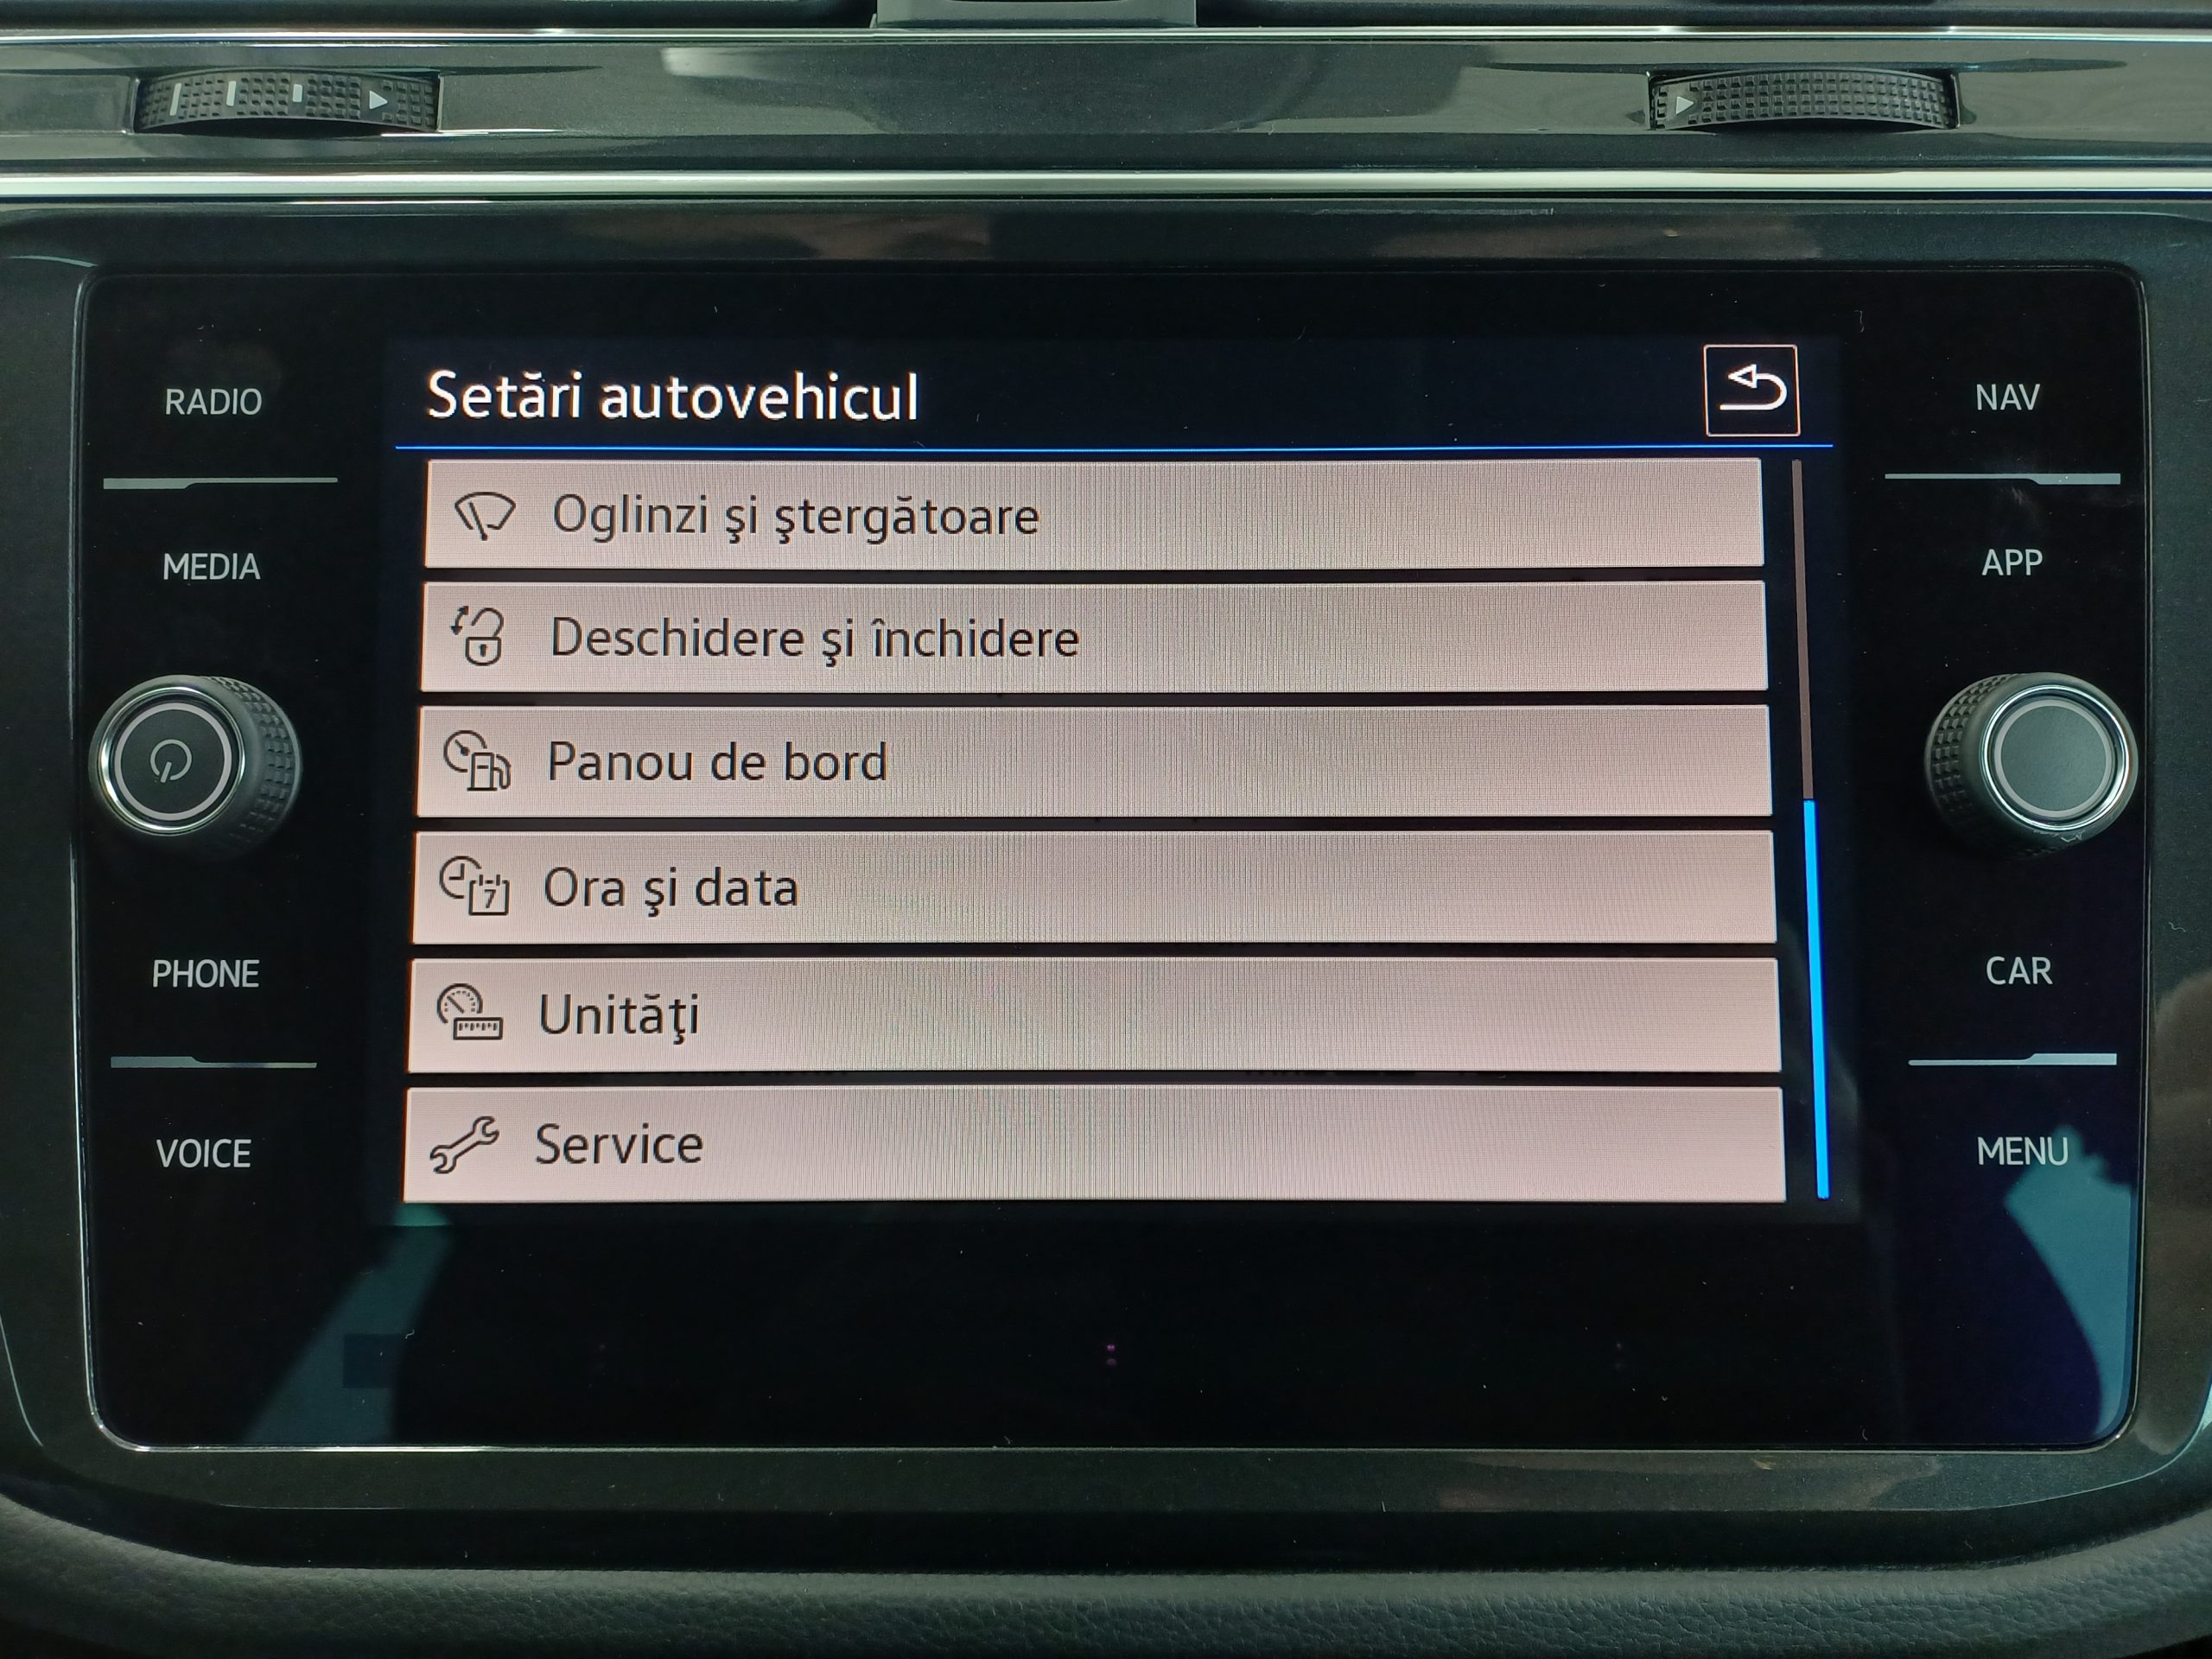 RADIO
MEDIA
PHONE
VOICE
Setări autovehicul
Oglinzi şi ştergătoare
Deschidere şi închidere
Panou de bord
7
Ora şi data
Unităţi
Service
NAV
APP
CAR
MENU